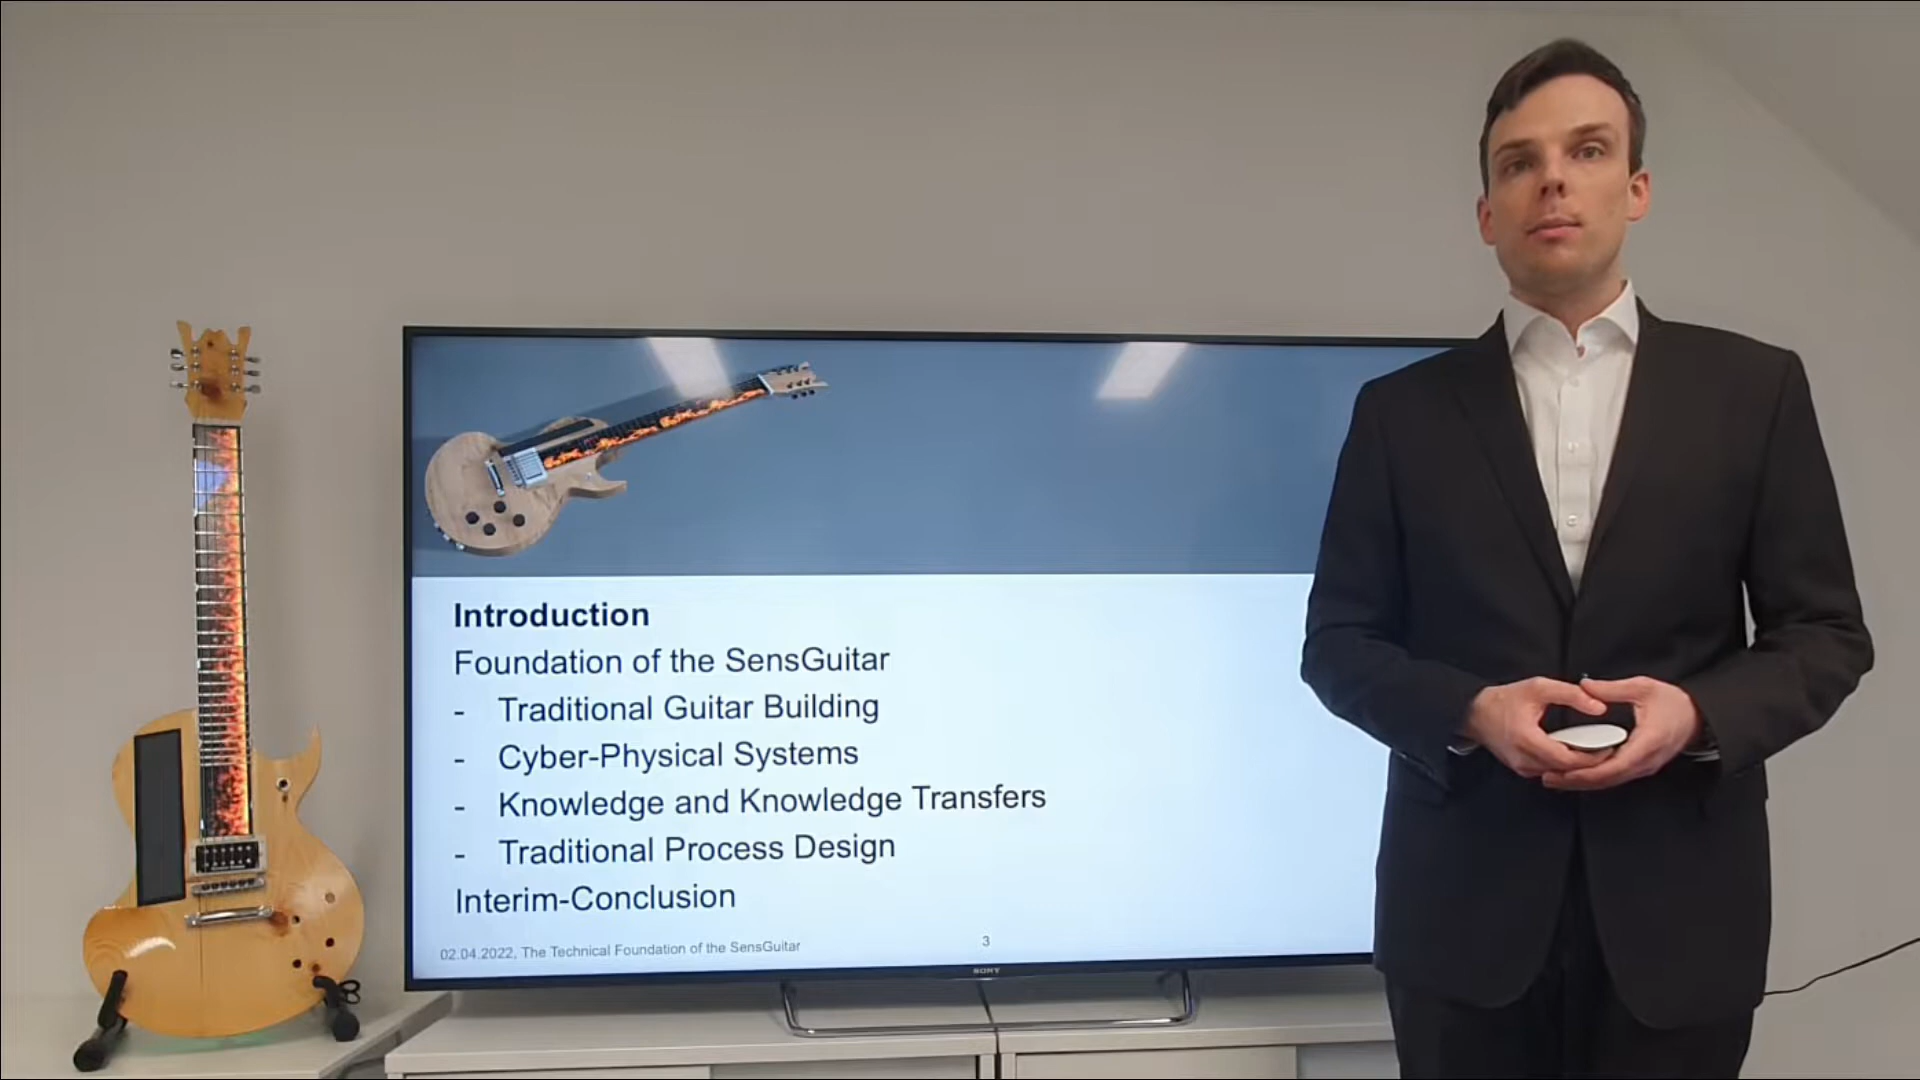 Introduction
Foundation of the SensGuitar
- Traditional Guitar Building
- Cyber-Physical Systems
- Knowledge and Knowledge Transfers
- Traditional Process Design
Interim-Conclusion
02.04.2022, The Technical Foundation of the SensGuitar
3
SONY